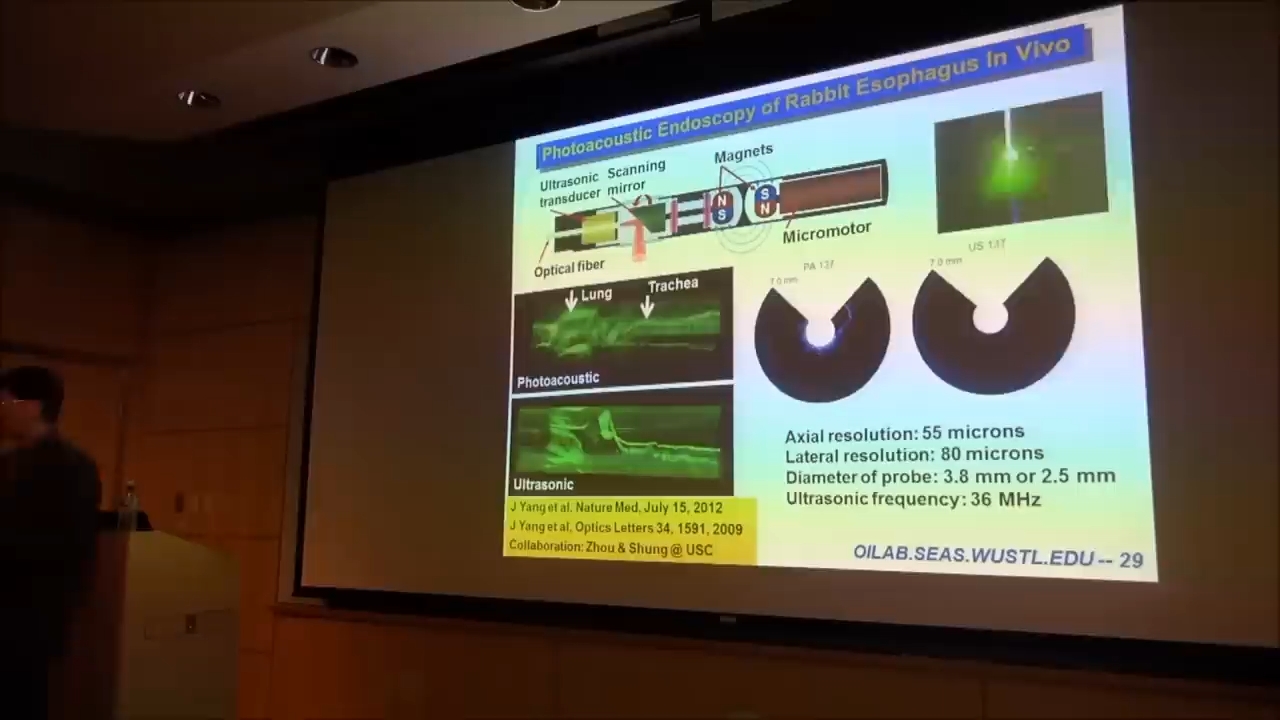 Photoacoustic Endoscopy of Rabbit Esophagus In Vivo
Ultrasonic
transducer
Scanning
mirror
Magnets
N
S
S
N
Micromotor
Optical fiber
Lung
Trachea
Photoacoustic
Ultrasonic
PA 137
7.0 mm
US 137
7.0 mm
Axial resolution: 55 microns
Lateral resolution: 80 microns
Diameter of probe: 3.8 mm or 2.5 mm
Ultrasonic frequency: 36 MHz
J Yang et al. Nature Med, July 15, 2012
J Yang et al, Optics Letters 34, 1591, 2009
Collaboration: Zhou & Shung @ USC
OILAB.SEAS.WUSTL.EDU -- 29